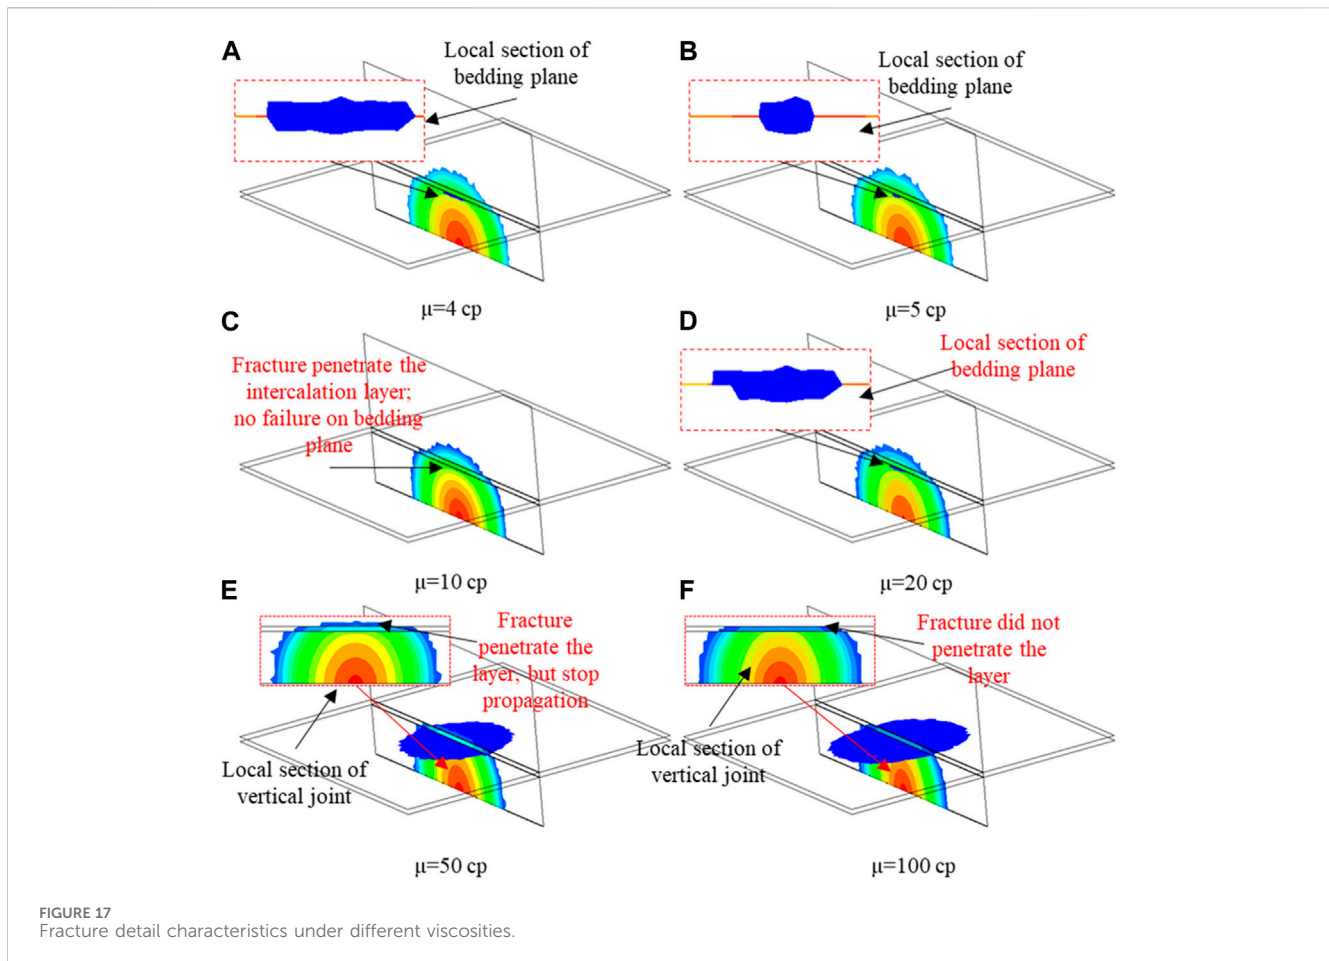 A
Local section of
bedding plane
μ=4 cp
B
Local section of
bedding plane
μ=5 cp
C
Fracture penetrate the
intercalation layer;
no failure on bedding
plane
μ=10 cp
D
Local section of
bedding plane
μ=20 cp
E
Fracture
penetrate the
layer, but stop
propagation
Local section of
vertical joint
μ=50 cp
F
Fracture did not
penetrate the
layer
Local section of
vertical joint
μ=100 cp
FIGURE 17
Fracture detail characteristics under different viscosities.